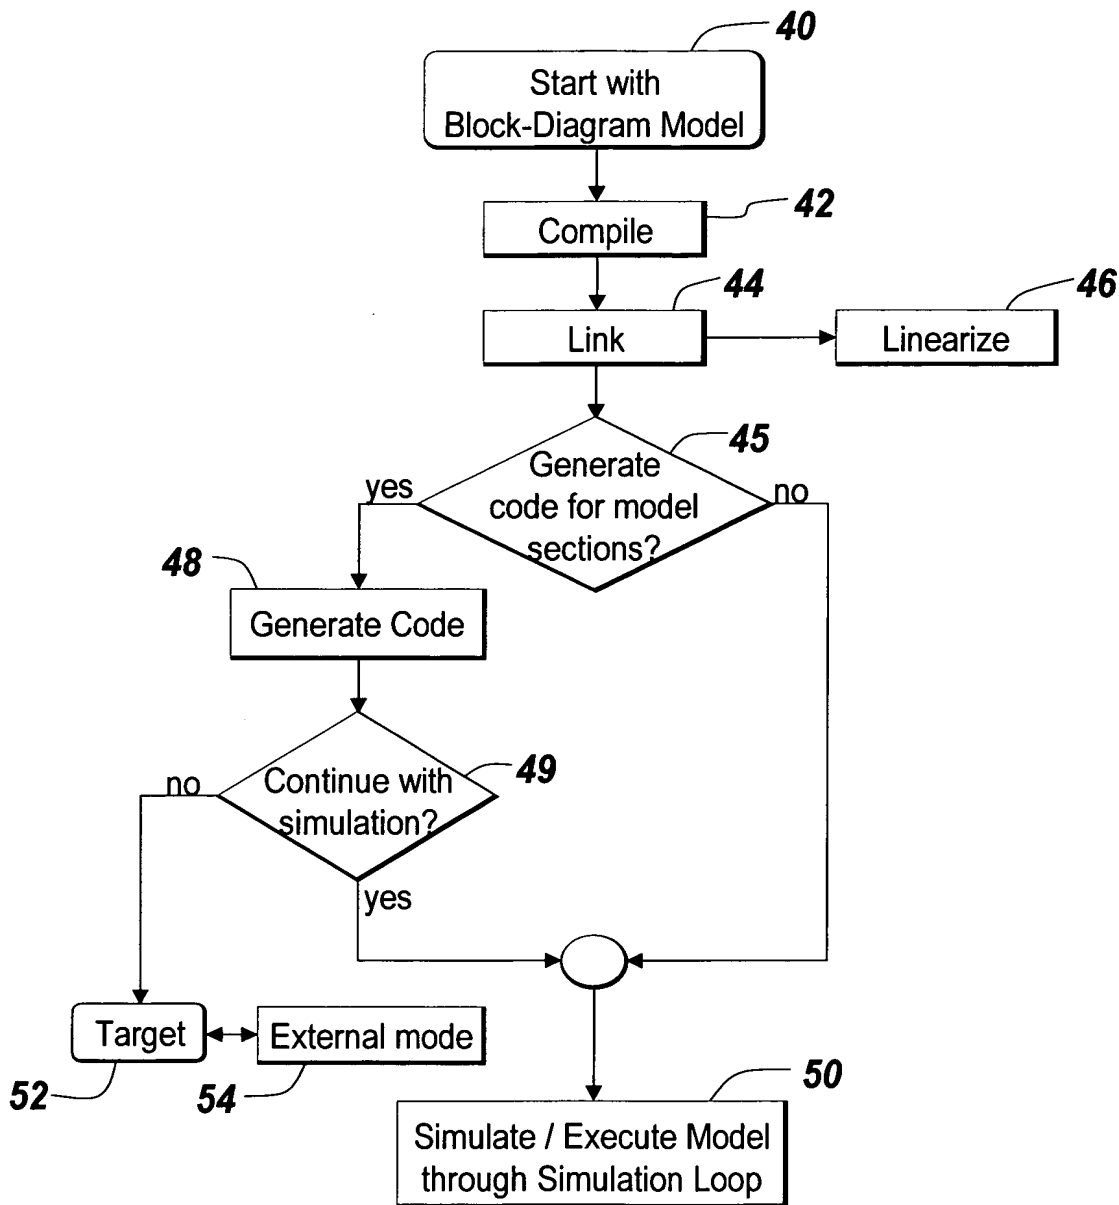 40
Start with
Block-Diagram Model
42
Compile
44
46
Link
Linearize
45
Generate
code for model
sections?
yes
no
48
Generate Code
49
Continue with
simulation?
no
yes
Target
External mode
52
54
50
Simulate / Execute Model
through Simulation Loop